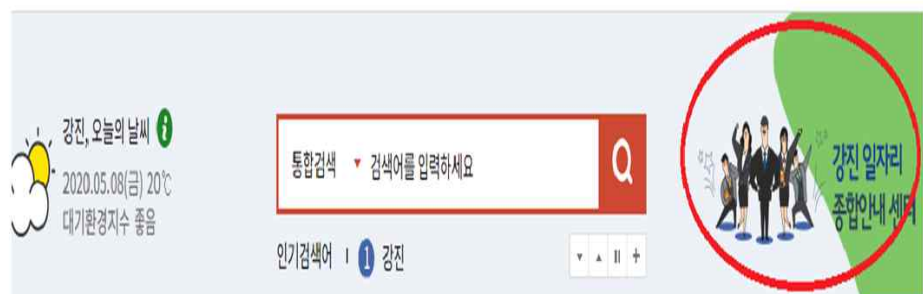 강진, 오늘의 날씨 i
2020.05.08(금) 20℃
대기환경지수 좋음
통합검색 ▼ 검색어를 입력하세요
인기검색어 I 1 강진
강진 일자리
종합안내 센터